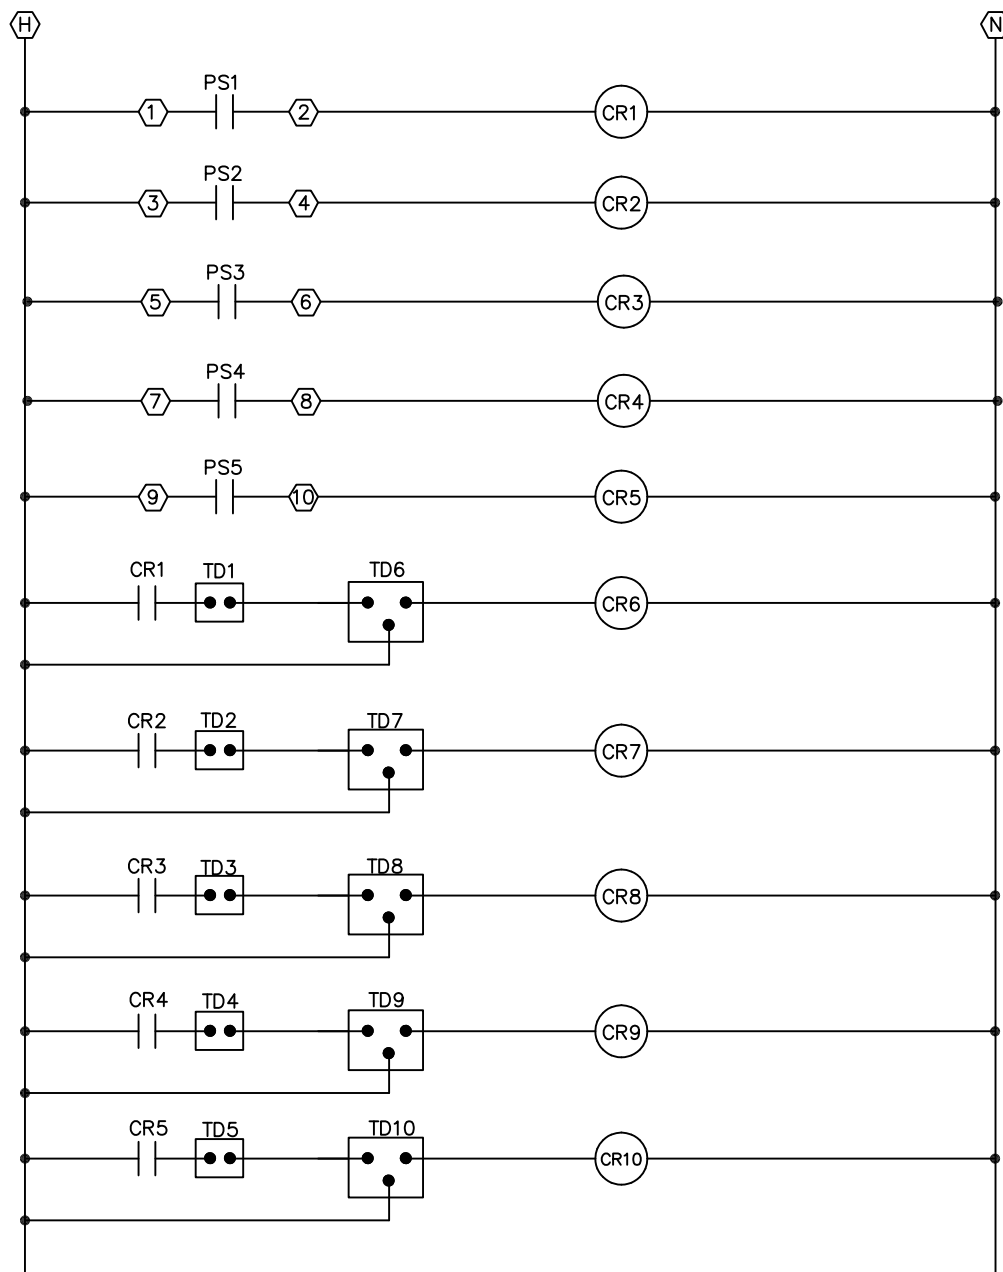 H N
PS1
1 2 CR1
PS2
3 4 CR2
PS3
5 6 CR3
PS4
7 8 CR4
PS5
9 10 CR5
CR1 TD1 TD6
CR6
CR2 TD2 TD7
CR7
CR3 TD3 TD8
CR8
CR4 TD4 TD9
CR9
CR5 TD5 TD10
CR10